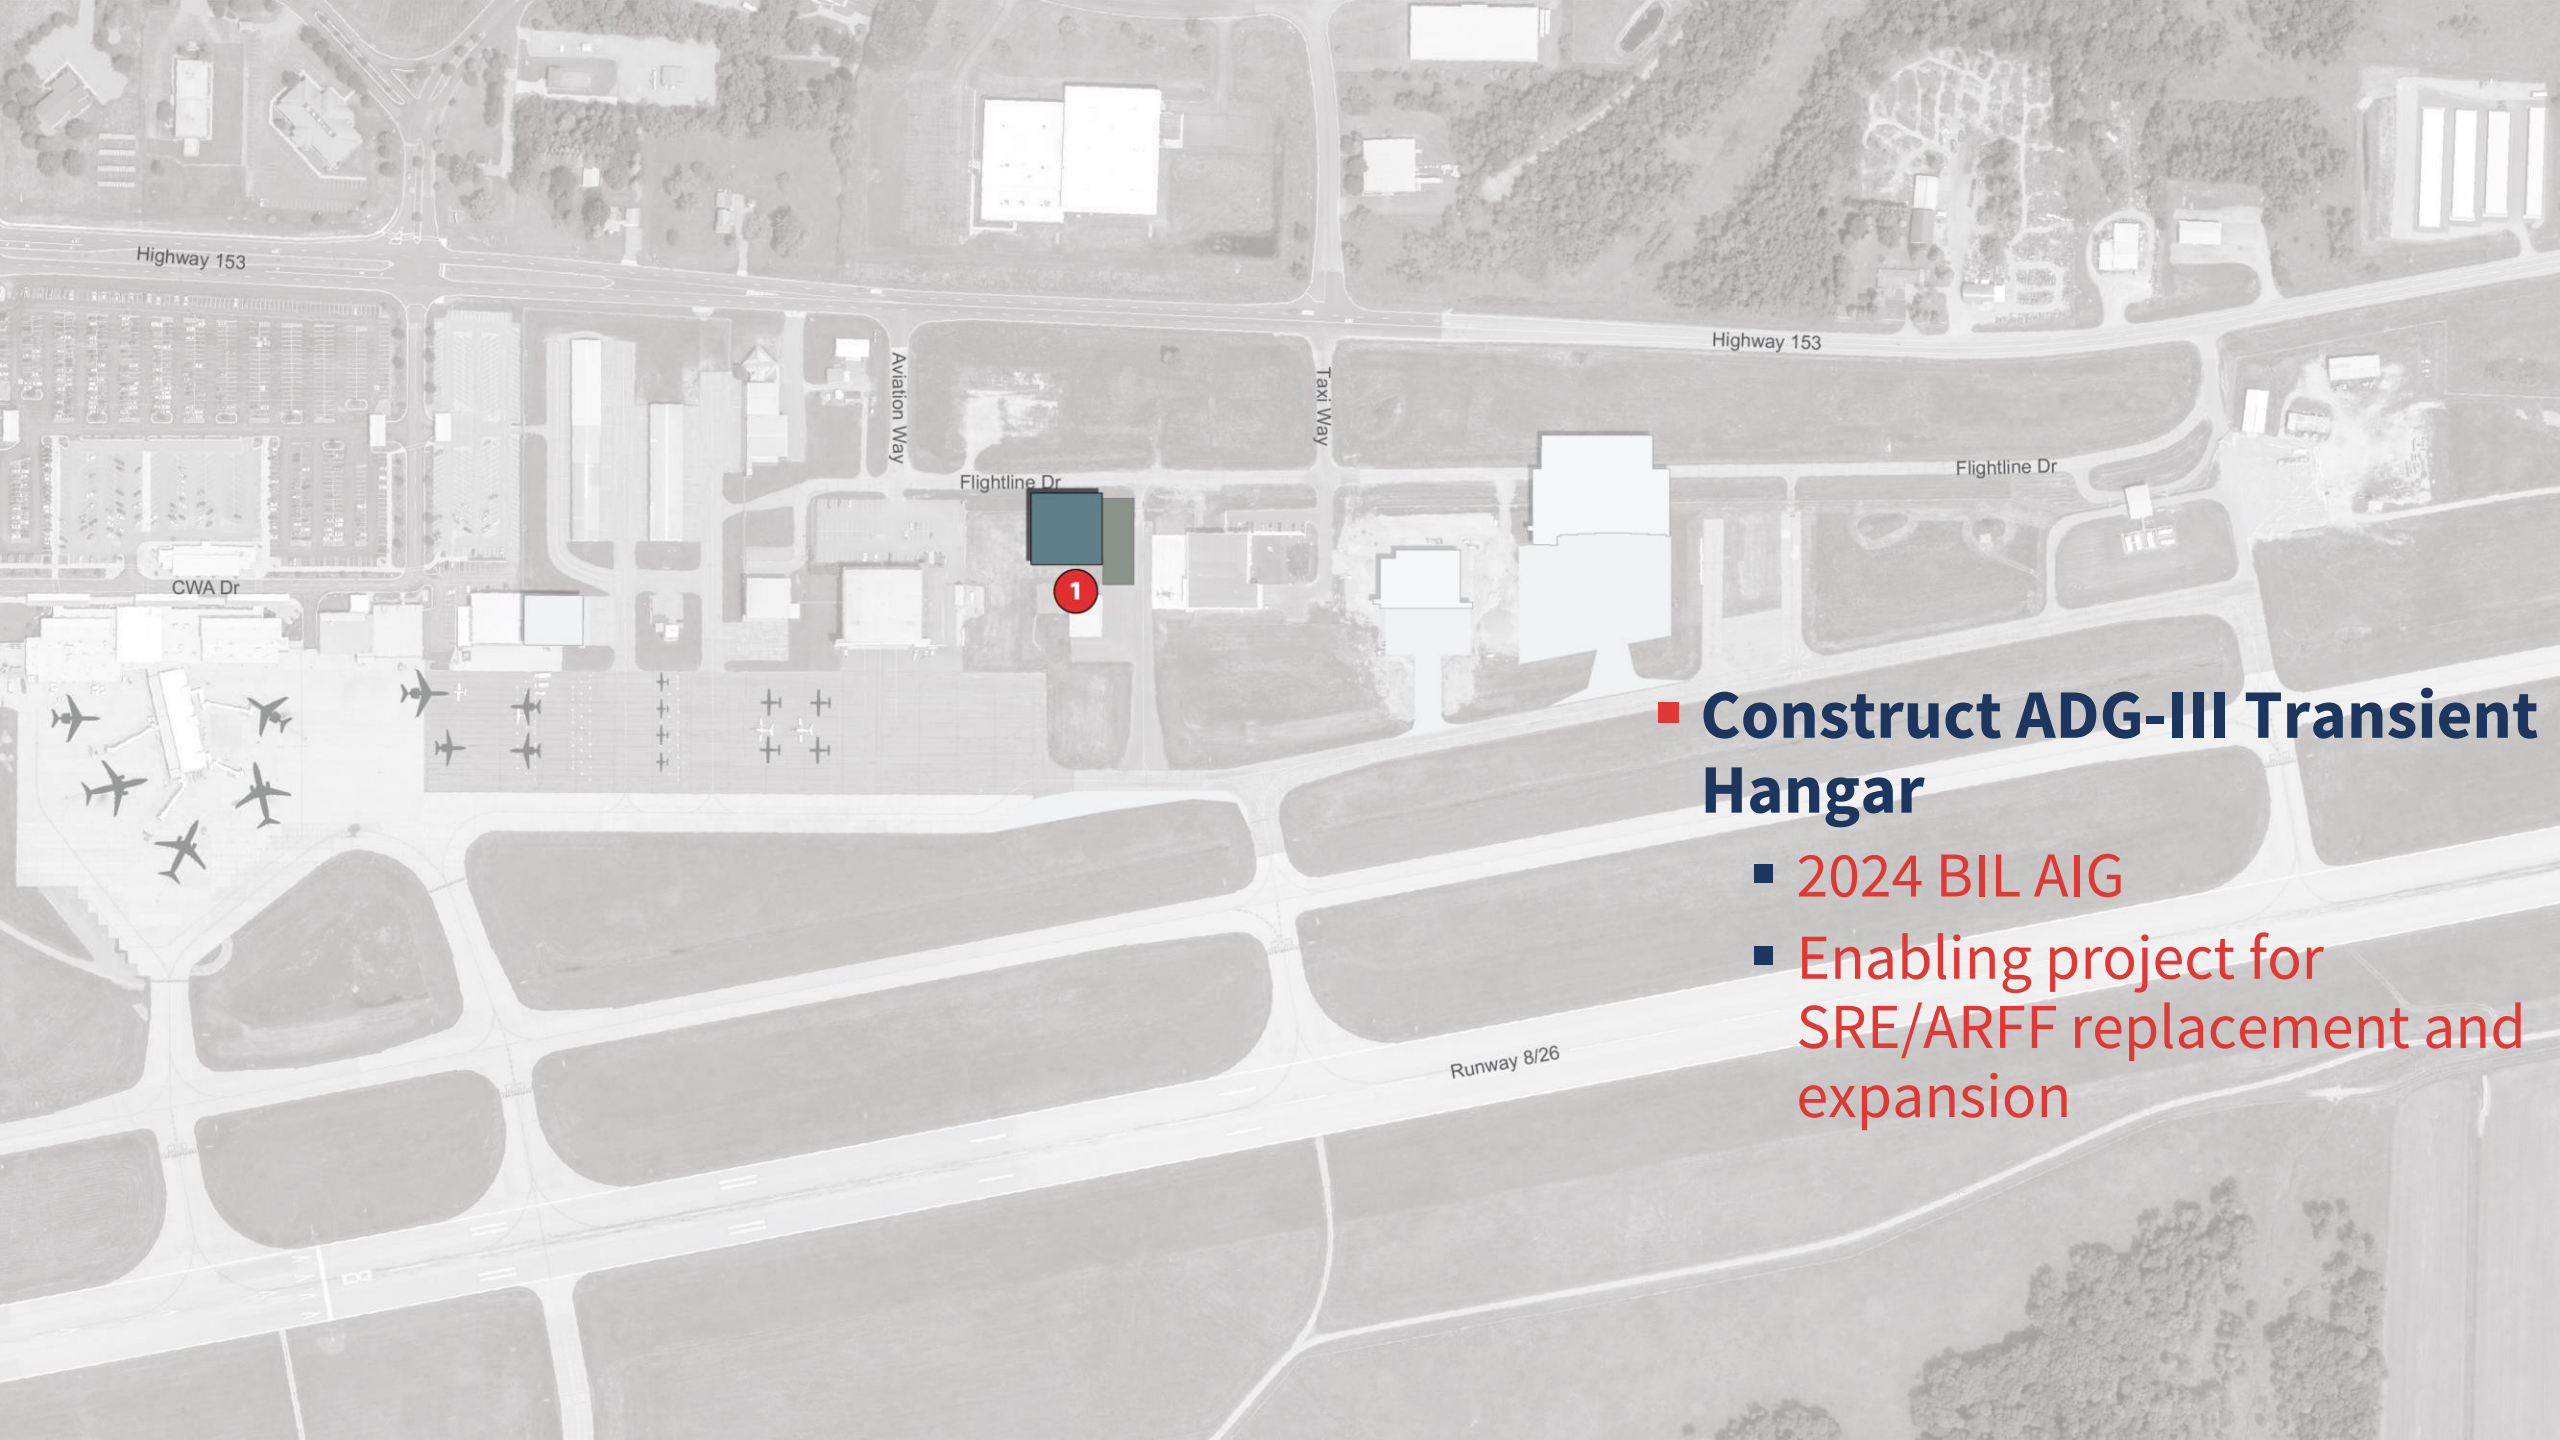 Highway 153
Highway 153
Aviation Way
Taxi Way
Flightline Dr
Flightline Dr
1
CWA Dr
Construct ADG-III Transient
Hangar
2024 BIL AIG
Enabling project for
SRE/ARFF replacement and
expansion
Runway 8/26
8